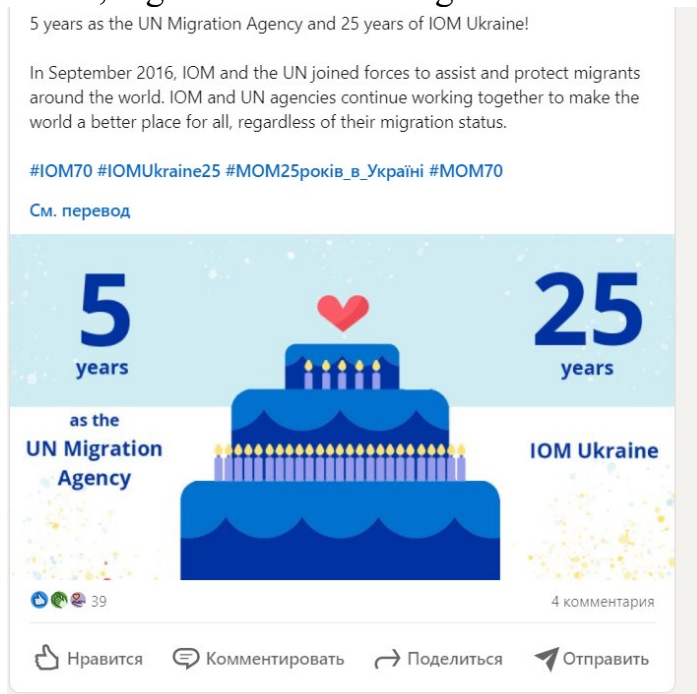 5 years as the UN Migration Agency and 25 years of IOM Ukraine!
In September 2016, IOM and the UN joined forces to assist and protect migrants
around the world. IOM and UN agencies continue working together to make the
world a better place for all, regardless of their migration status.
#IOM70 #IOMUkraine25 #МОМ25років_в_Україні #МОМ70
См. перевод
5
years
as the
UN Migration
Agency
25
years
IOM Ukraine
39
4 комментария
Нравится
Комментировать
Поделиться
Отправить